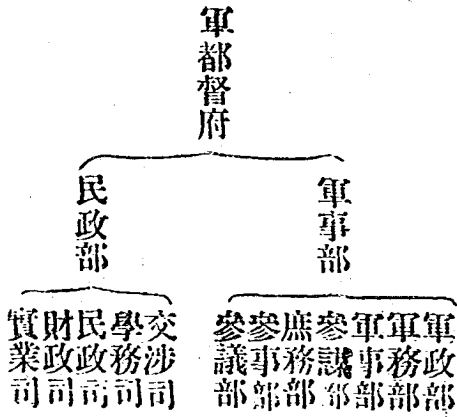 軍都督府
軍事部
民政部
軍政部
軍務部
軍事部
參謀部
庶務部
參事部
參議部
交涉司
學務司
民政司
財政司
實業司